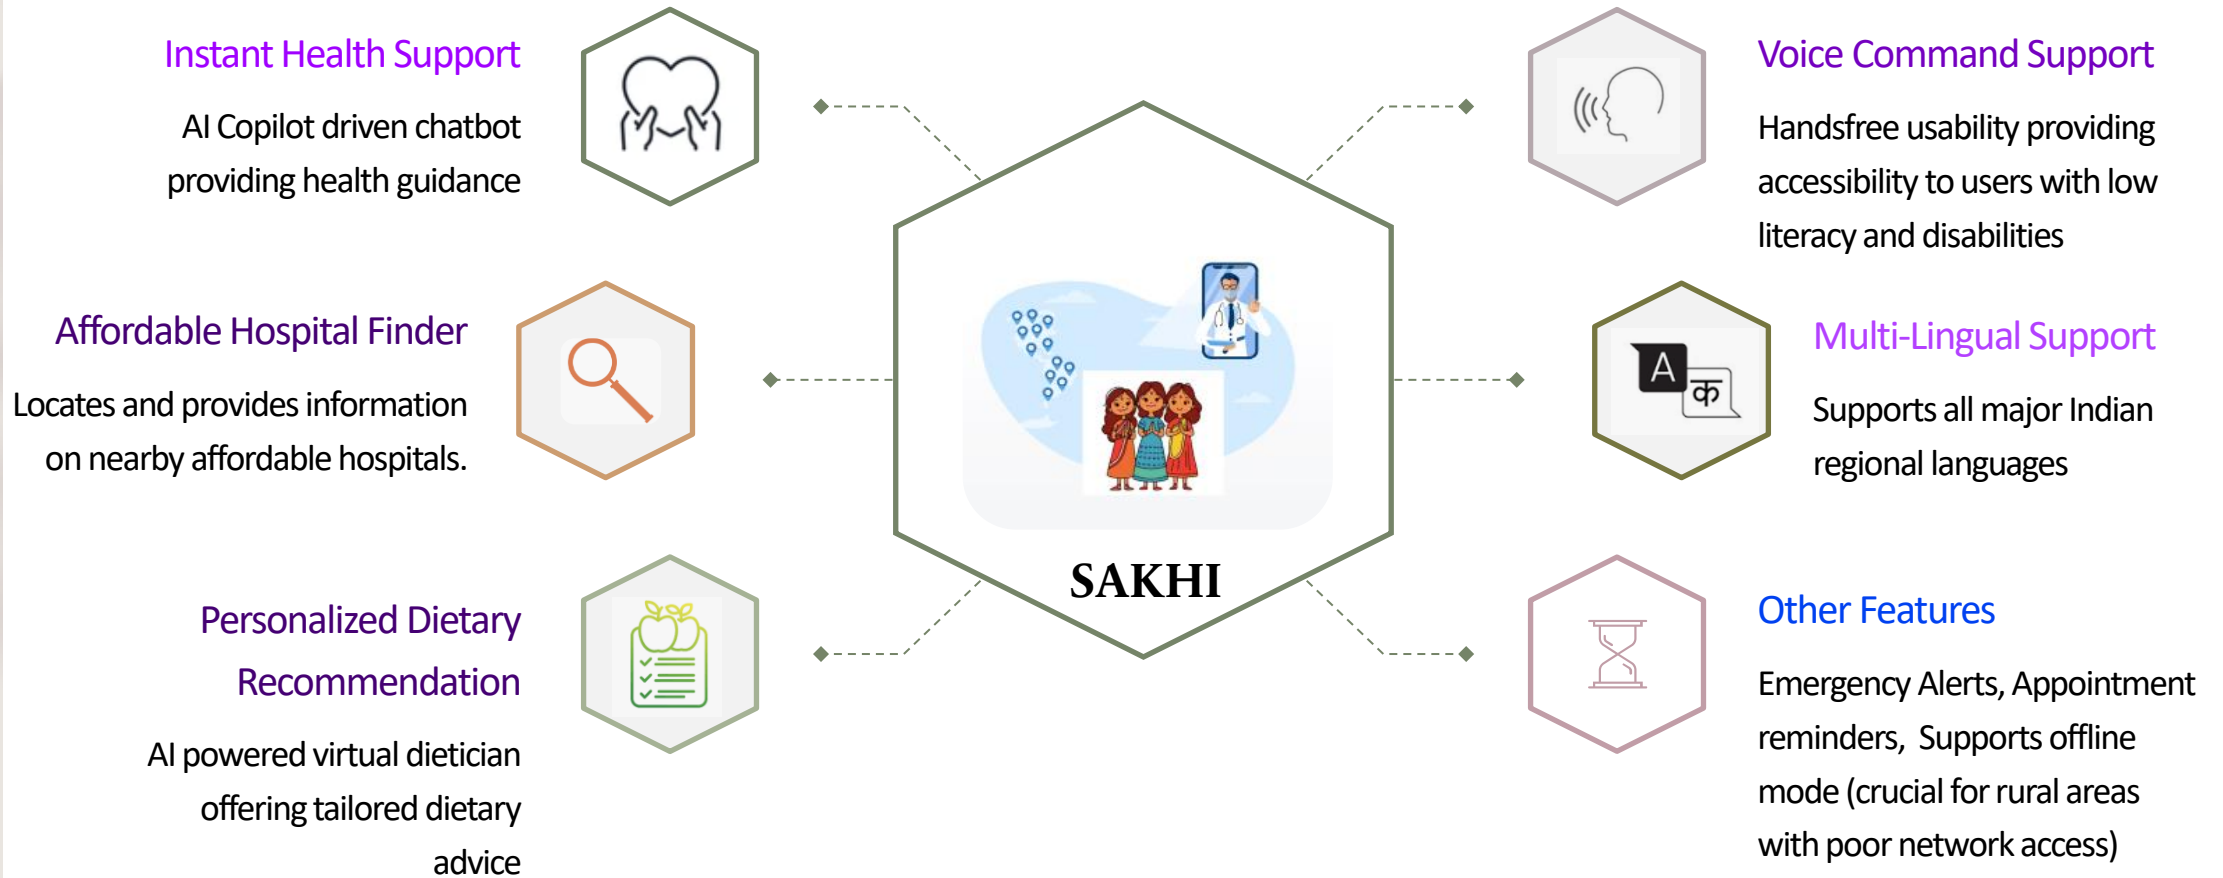 Instant Health Support
AI Copilot driven chatbot
providing health guidance
Affordable Hospital Finder
Locates and provides information
on nearby affordable hospitals.
Personalized Dietary
Recommendation
AI powered virtual dietician
offering tailored dietary
advice
SAKHI
Voice Command Support
Handsfree usability providing
accessibility to users with low
literacy and disabilities
A
क
Multi-Lingual Support
Supports all major Indian
regional languages
Other Features
Emergency Alerts, Appointment
reminders,  Supports offline
mode (crucial for rural areas
with poor network access)